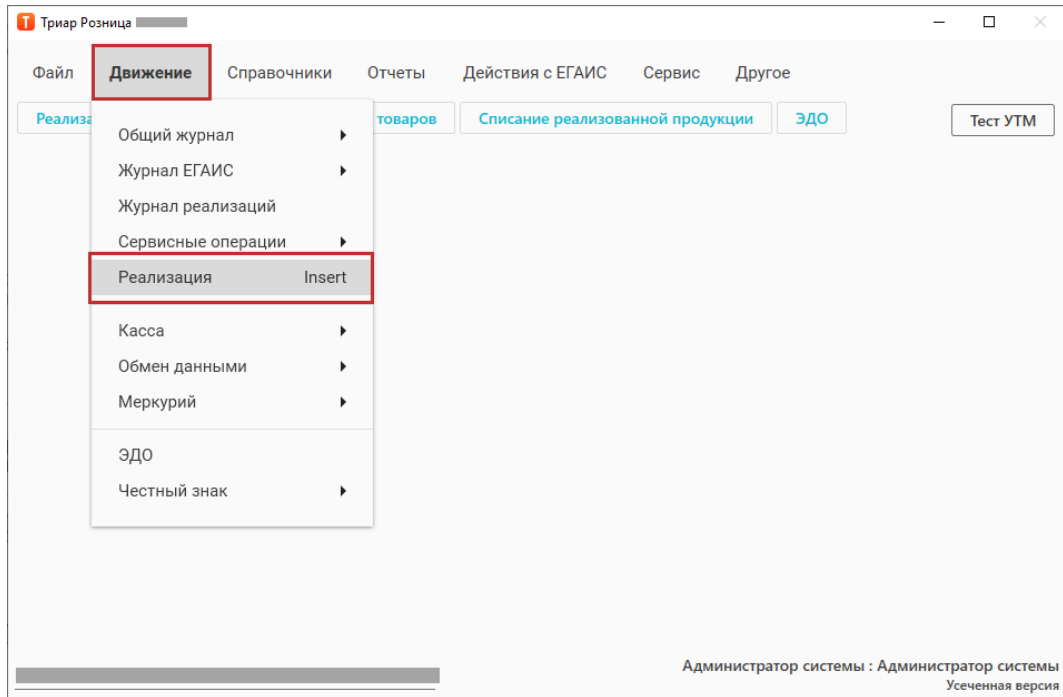 Т Триар Розница
Файл Движение Справочники Отчеты Действия с ЕГАИС Сервис Другое
товаров Списание реализованной продукции ЭДО Тест УТМ
Общий журнал
Журнал ЕГАИС
Журнал реализаций
Сервисные операции
Реализация Insert
Касса
Обмен данными
Меркурий
ЭДО
Честный знак
Администратор системы : Администратор системы
Усеченная версия